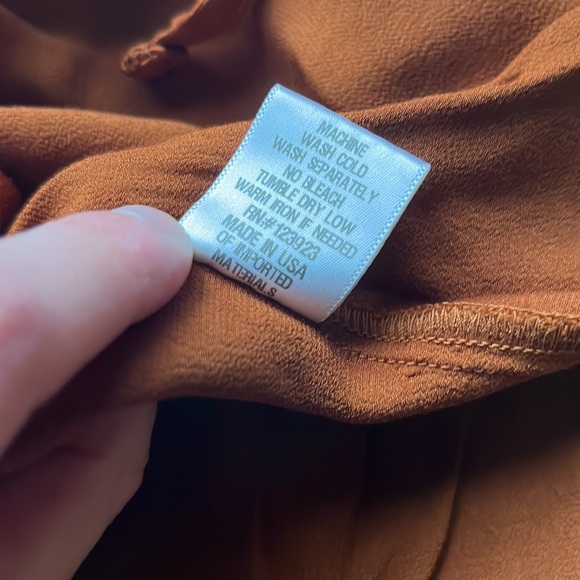 MACHINE
WASH COLD
WASH SEPARATELY
NO BLEACH
TUMBLE DRY LOW
WARM IRON IF NEEDED
RN# 123923
MADE IN USA
OF IMPORTED
MATERIALS